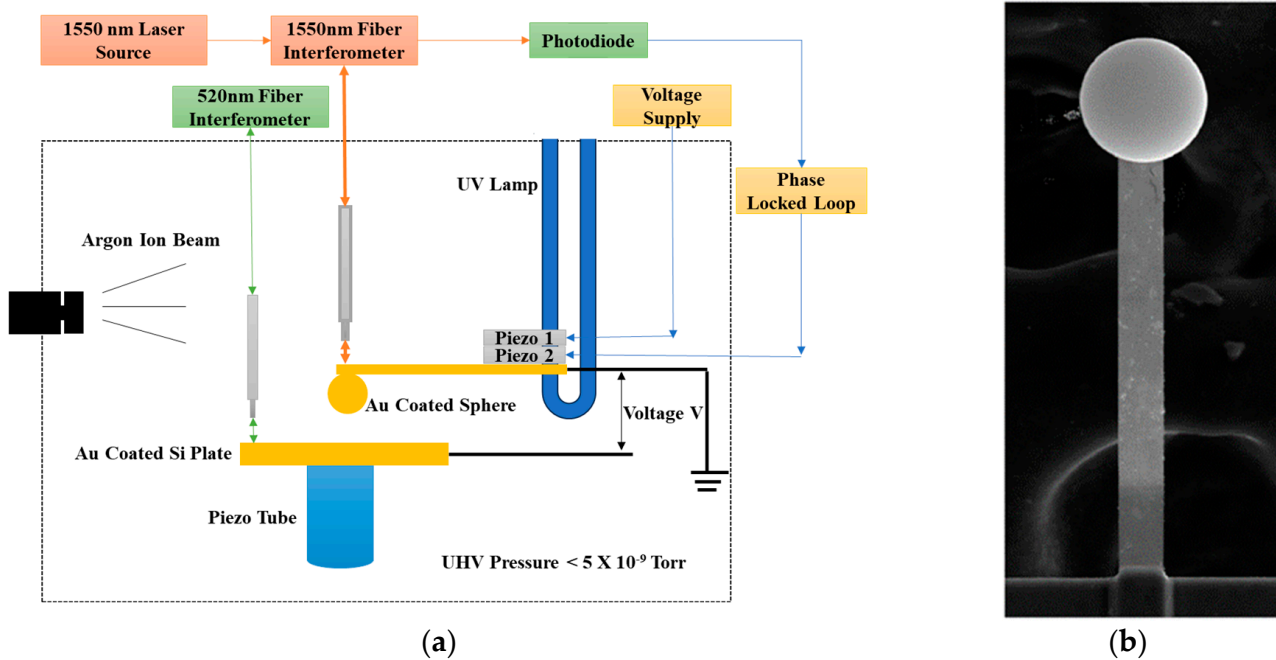 1550 nm Laser
Source
1550nm Fiber
Interferometer
Photodiode
520nm Fiber
Interferometer
Voltage
Supply
UV Lamp
Phase
Locked Loop
Argon Ion Beam
Piezo 1
Piezo 2
Au Coated Sphere
Voltage V
Au Coated Si Plate
Piezo Tube
UHV Pressure < 5 X 10⁻⁹ Torr
(a)
(b)